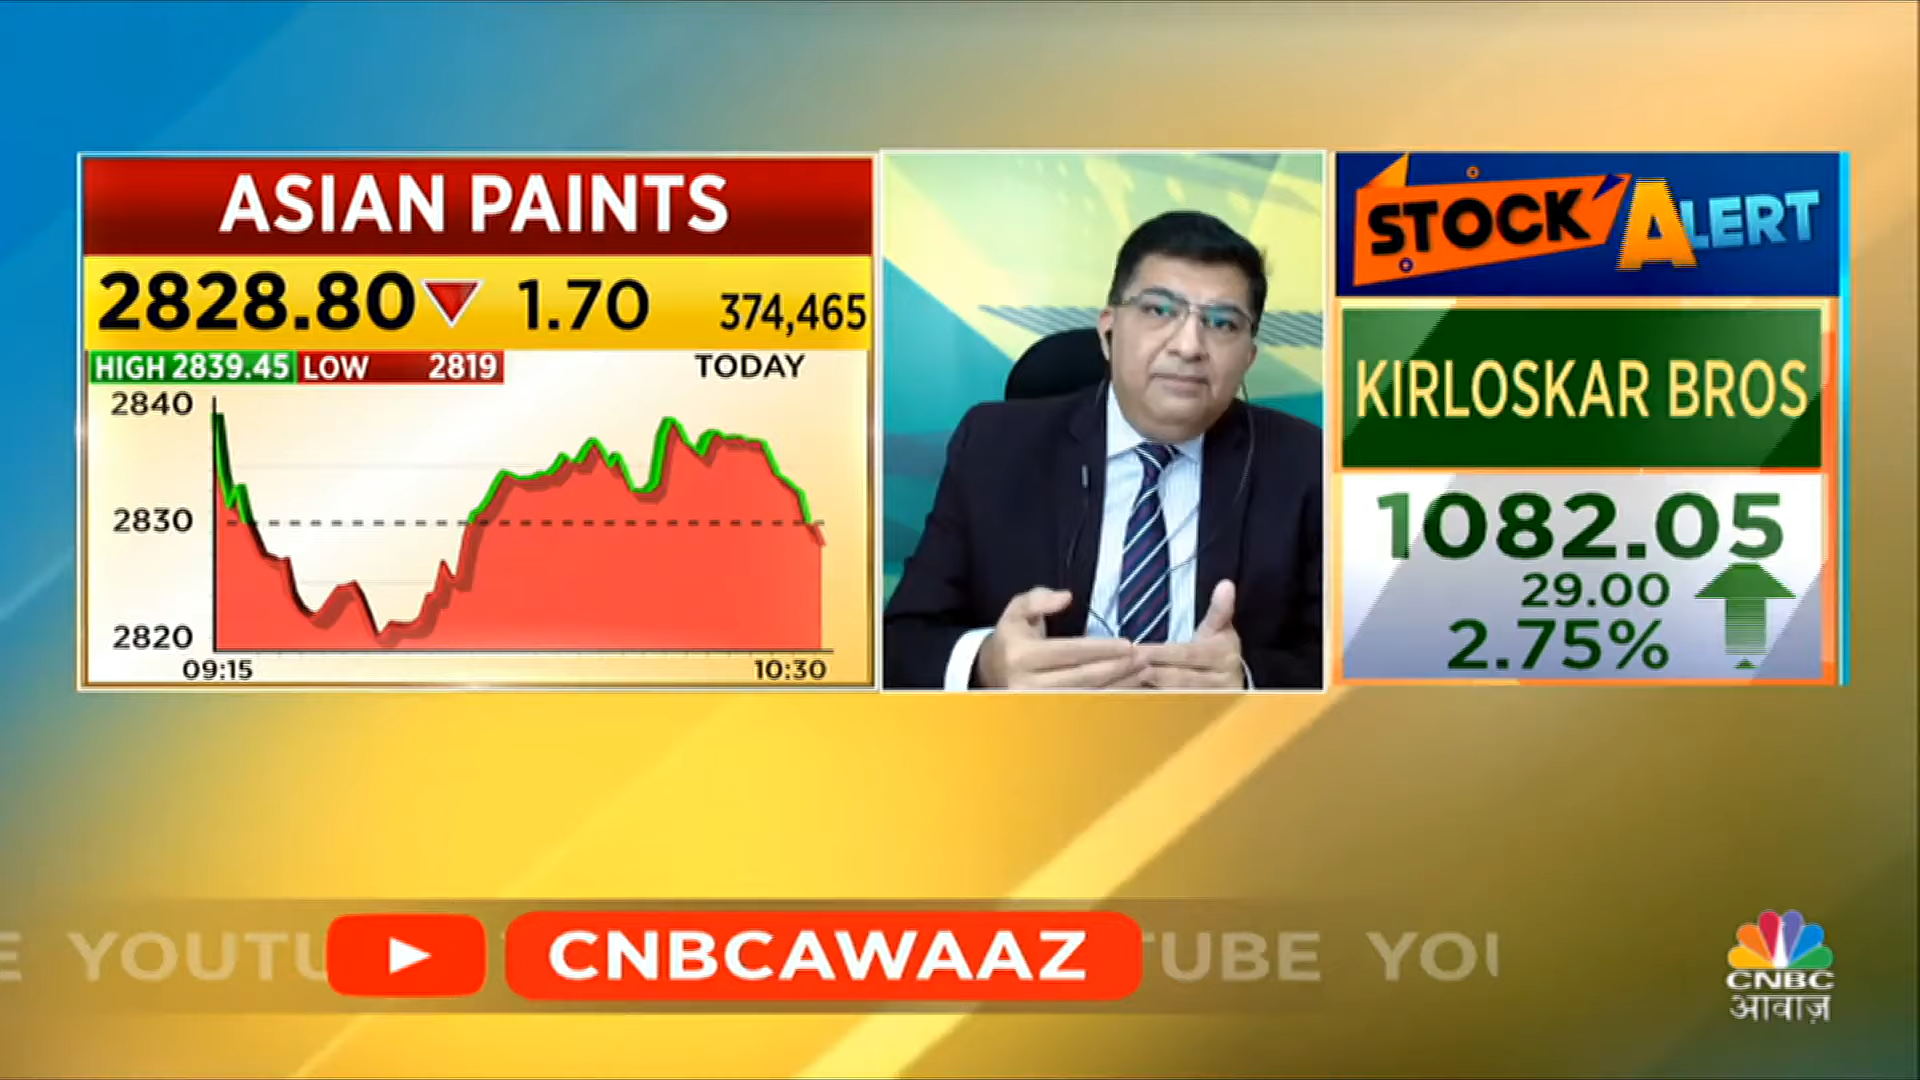 ASIAN PAINTS
2828.80 1.70 374,465
HIGH 2839.45 LOW 2819 TODAY
2840
2830
2820
09:15 10:30
STOCK ALERT
KIRLOSKAR BROS
1082.05
29.00
2.75%
E YOUTU CNBCAWAAZ TUBE YOU
CNBC
आवाज़